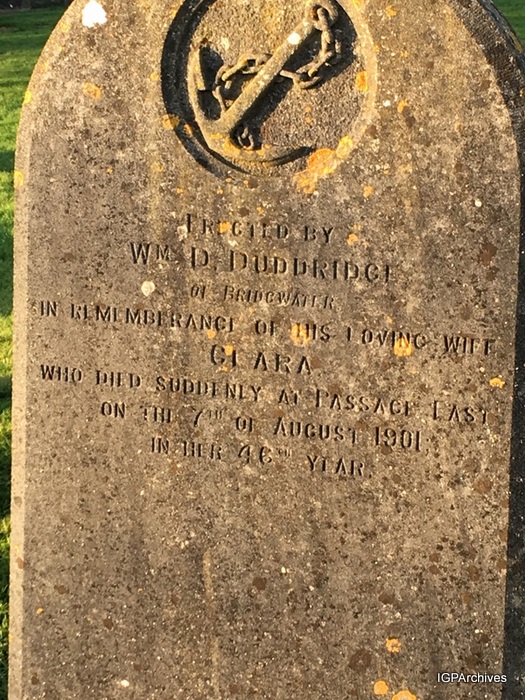 ERECTED BY
WM D. DUDDRIDGE
OF BRIDGWATER
IN REMEMBERANCE OF HIS LOVING WIFE
CLARA
WHO DIED SUDDENLY AT PASSAGE EAST
ON THE 7TH OF AUGUST 1901.
IN HER 46TH YEAR.
IGPArchives